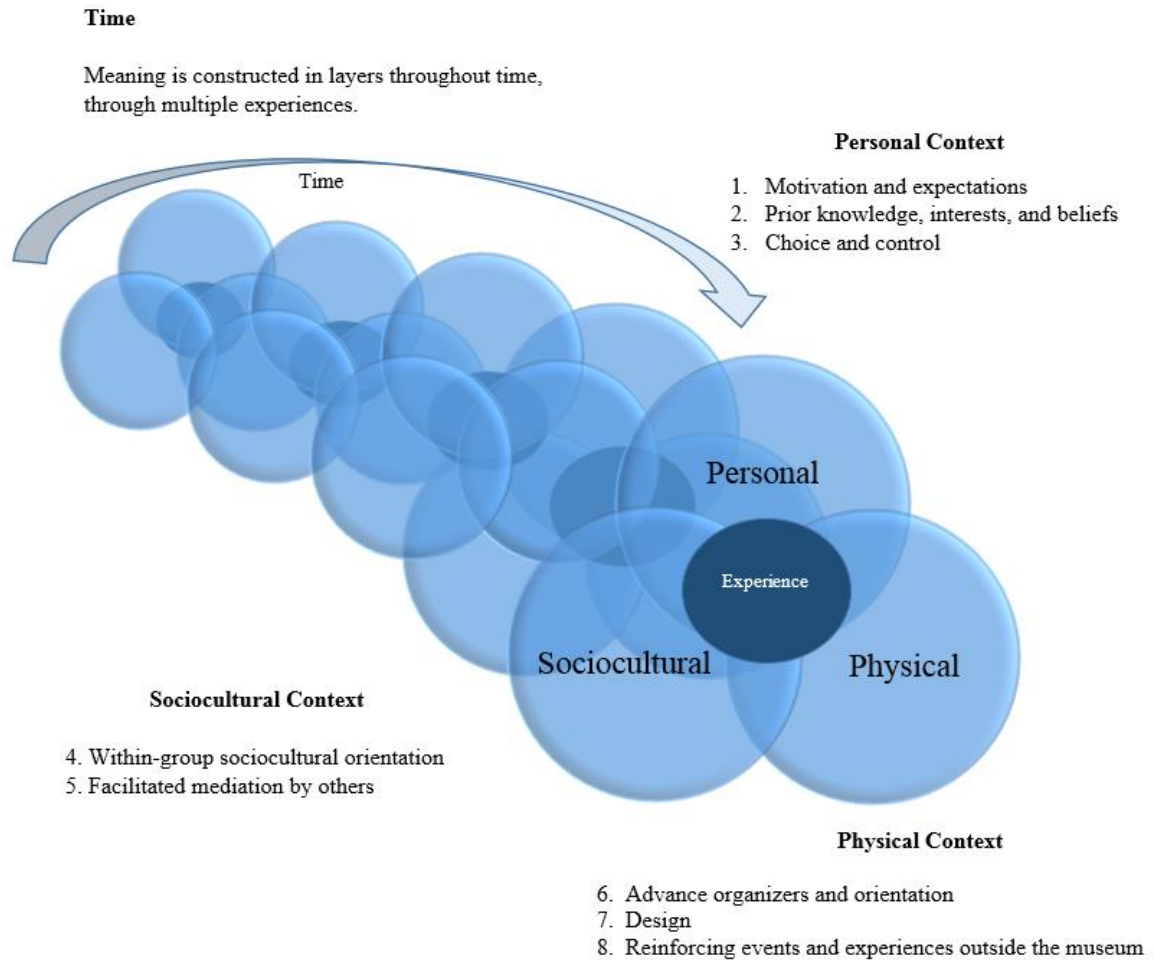 Time
Meaning is constructed in layers throughout time,
through multiple experiences.
Time
Personal Context
1. Motivation and expectations
2. Prior knowledge, interests, and beliefs
3. Choice and control
Personal
Experience
Sociocultural
Physical
Sociocultural Context
4. Within-group sociocultural orientation
5. Facilitated mediation by others
Physical Context
6. Advance organizers and orientation
7. Design
8. Reinforcing events and experiences outside the museum